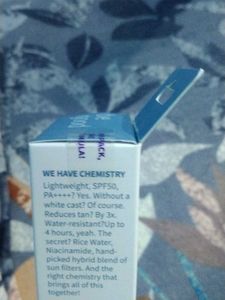 PACK,
ULA!
WE HAVE CHEMISTRY
Lightweight, SPF50,
PA++++? Yes. Without a
white cast? Of course.
Reduces tan? By 3x.
Water-resistant?Up to
4 hours, yeah. The
secret? Rice Water,
Niacinamide, hand-
picked hybrid blend of
sun filters. And the
right chemistry that
brings all of this
together!